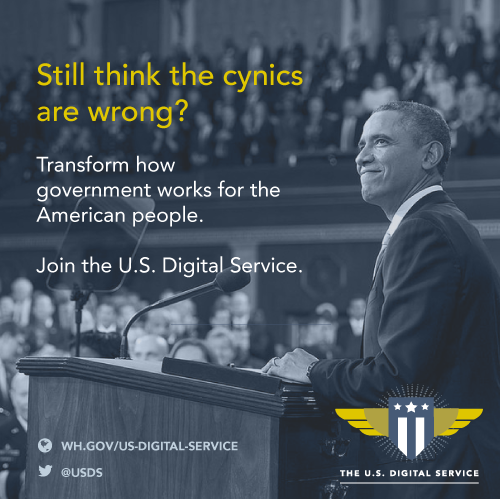 Still think the cynics
are wrong?
Transform how
government works for the
American people.
Join the U.S. Digital Service.
WH.GOV/US-DIGITAL-SERVICE
@USDS
THE U.S. DIGITAL SERVICE